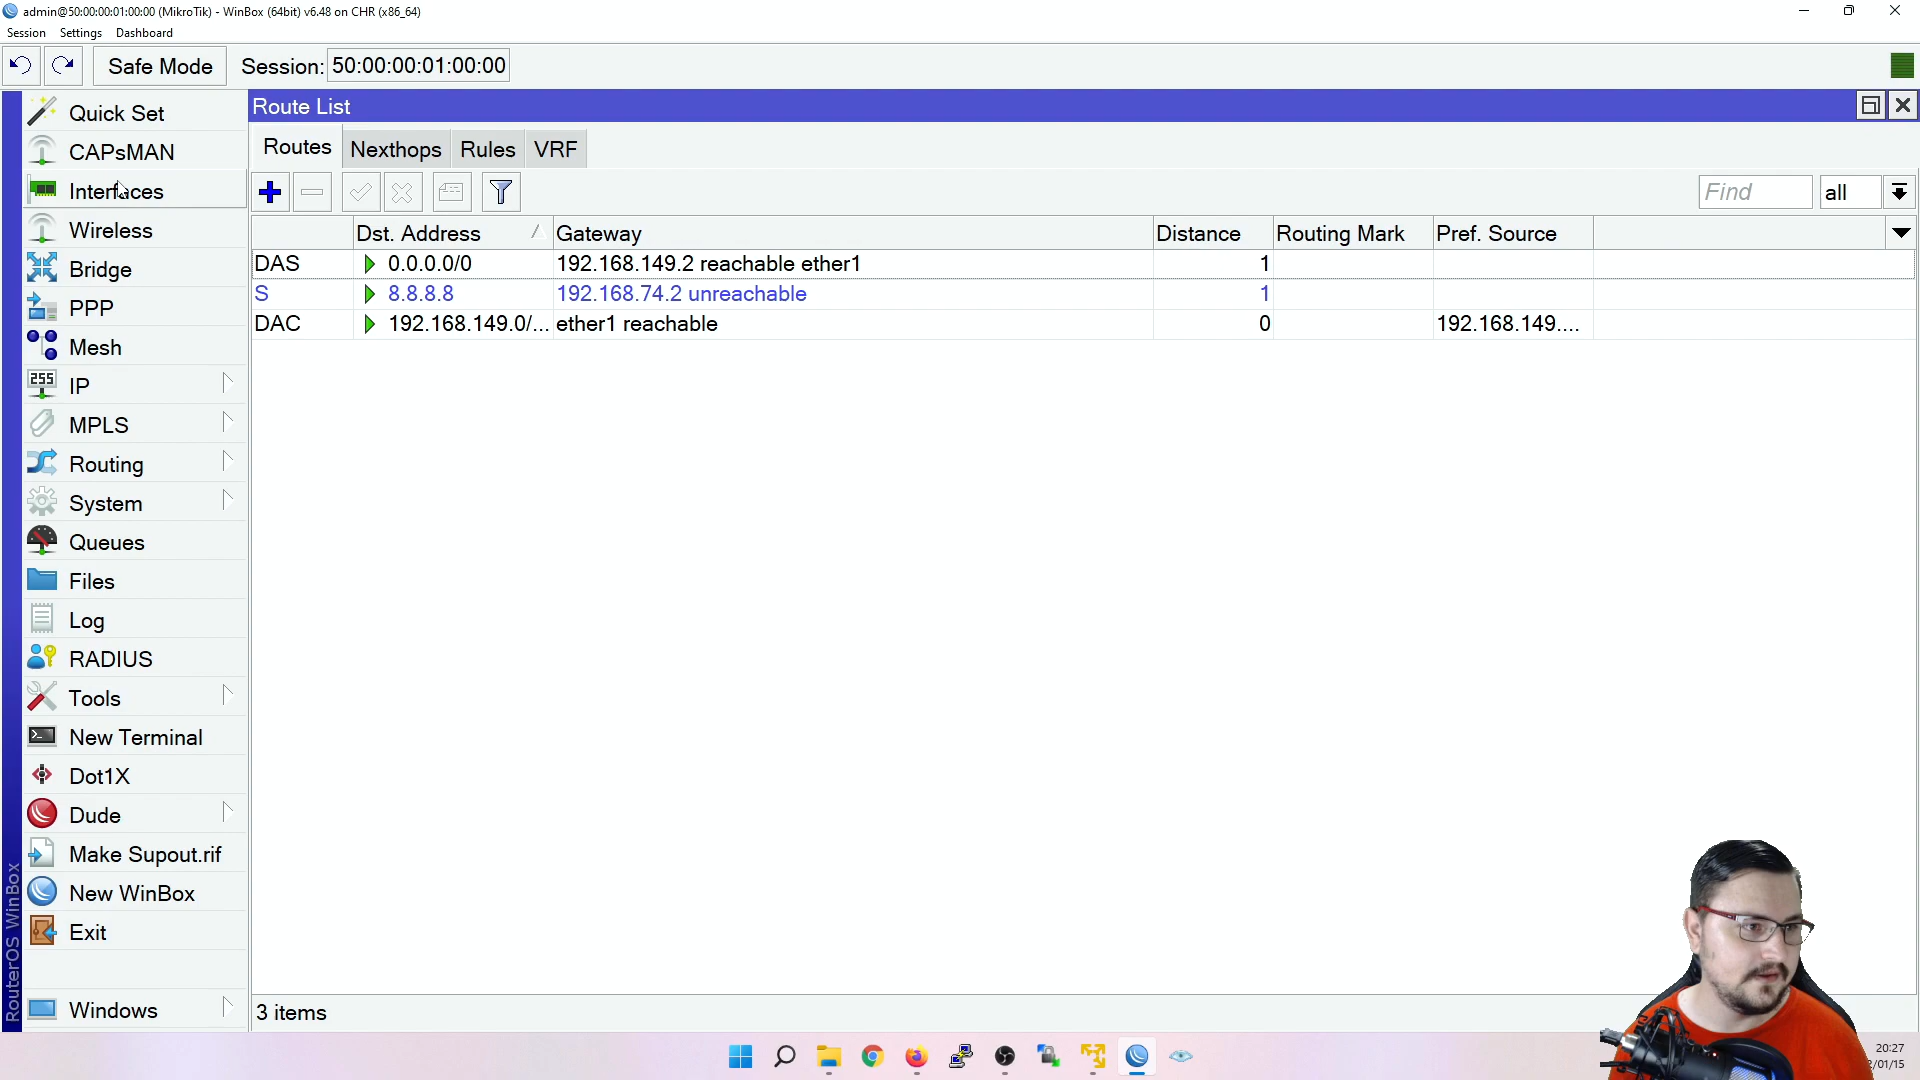 admin@50:00:00:01:00:00 (MikroTik) - WinBox (64bit) v6.48 on CHR (x86_64)
Session Settings Dashboard
Safe Mode Session: 50:00:00:01:00:00
Quick Set
CAPsMAN
Interfaces
Wireless
Bridge
PPP
Mesh
255 IP
MPLS
Routing
System
Queues
Files
Log
RADIUS
Tools
New Terminal
Dot1X
Dude
Make Supout.rif
New WinBox
Exit
Windows
RouterOS WinBox
Route List
Routes Nexthops Rules VRF
Find all
Dst. Address Gateway Distance Routing Mark Pref. Source
DAS 0.0.0.0/0 192.168.149.2 reachable ether1 1
S 8.8.8.8 192.168.74.2 unreachable 1
DAC 192.168.149.0/... ether1 reachable 0 192.168.149....
3 items
20:27
/01/15